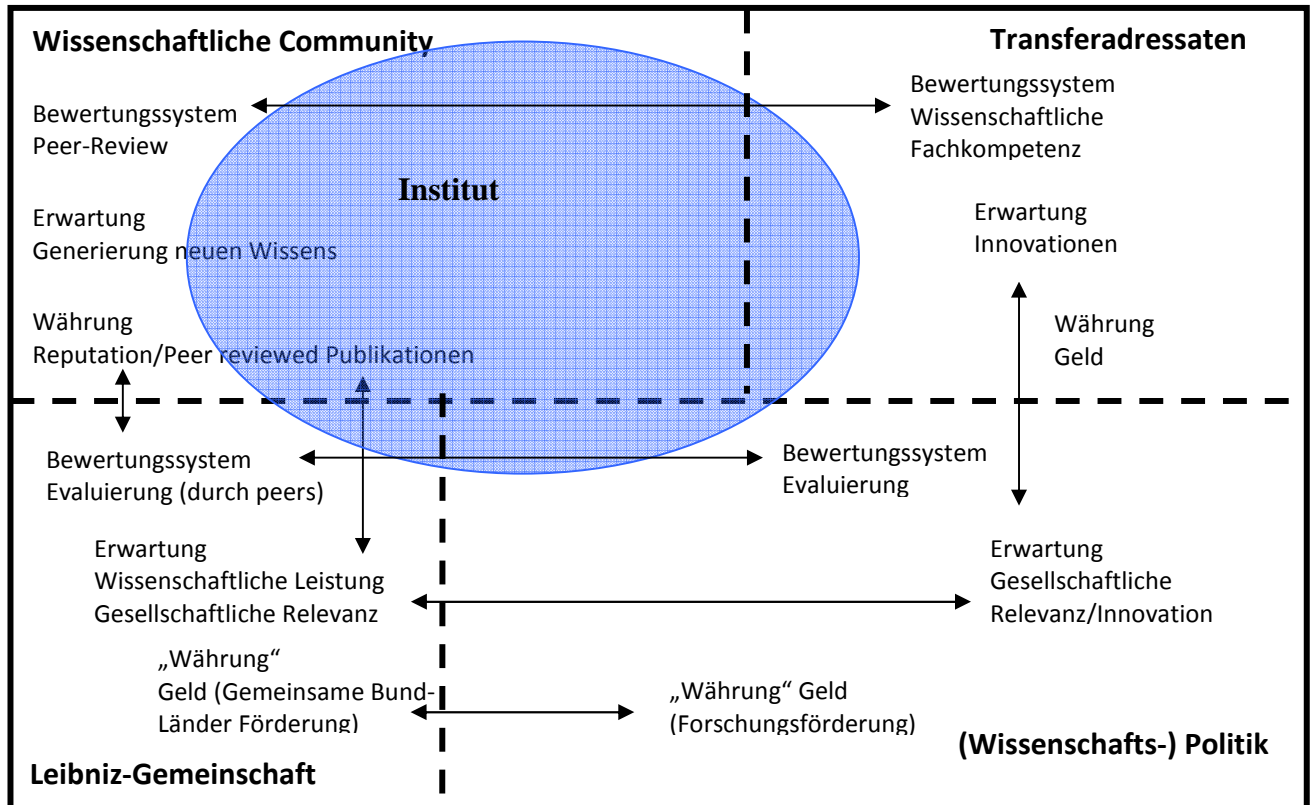 Wissenschaftliche Community
Bewertungssystem
Peer-Review
Erwartung
Generierung neuen Wissens
Währung
Reputation/Peer reviewed Publikationen
Institut
Transferadressaten
Bewertungssystem
Wissenschaftliche
Fachkompetenz
Erwartung
Innovationen
Währung
Geld
Bewertungssystem
Evaluierung (durch peers)
Erwartung
Wissenschaftliche Leistung
Gesellschaftliche Relevanz
„Währung“
Geld (Gemeinsame Bund-
Länder Förderung)
Leibniz-Gemeinschaft
Bewertungssystem
Evaluierung
Erwartung
Gesellschaftliche
Relevanz/Innovation
„Währung“ Geld
(Forschungsförderung)
(Wissenschafts-) Politik